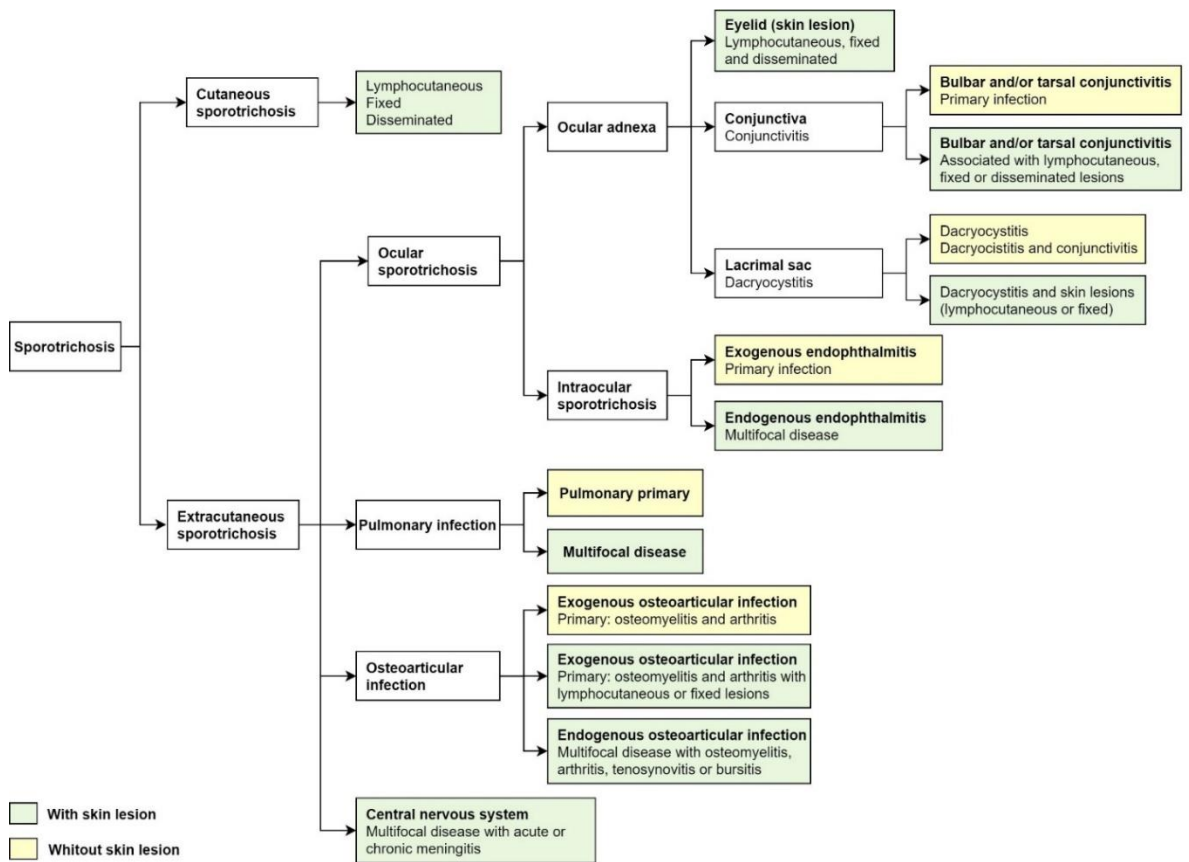 Sporotrichosis
Cutaneous
sporotrichosis
Lymphocutaneous
Fixed
Disseminated
Extracutaneous
sporotrichosis
Ocular
sporotrichosis
Ocular adnexa
Eyelid (skin lesion)
Lymphocutaneous, fixed
and disseminated
Conjunctiva
Conjunctivitis
Bulbar and/or tarsal conjunctivitis
Primary infection
Bulbar and/or tarsal conjunctivitis
Associated with lymphocutaneous,
fixed or disseminated lesions
Lacrimal sac
Dacryocystitis
Dacryocystitis
Dacryocistitis and conjunctivitis
Dacryocystitis and skin lesions
(lymphocutaneous or fixed)
Intraocular
sporotrichosis
Exogenous endophthalmitis
Primary infection
Endogenous endophthalmitis
Multifocal disease
Pulmonary infection
Pulmonary primary
Multifocal disease
Osteoarticular
infection
Exogenous osteoarticular infection
Primary: osteomyelitis and arthritis
Exogenous osteoarticular infection
Primary: osteomyelitis and arthritis with
lymphocutaneous or fixed lesions
Endogenous osteoarticular infection
Multifocal disease with osteomyelitis,
arthritis, tenosynovitis or bursitis
Central nervous system
Multifocal disease with acute or
chronic meningitis
With skin lesion
Whitout skin lesion